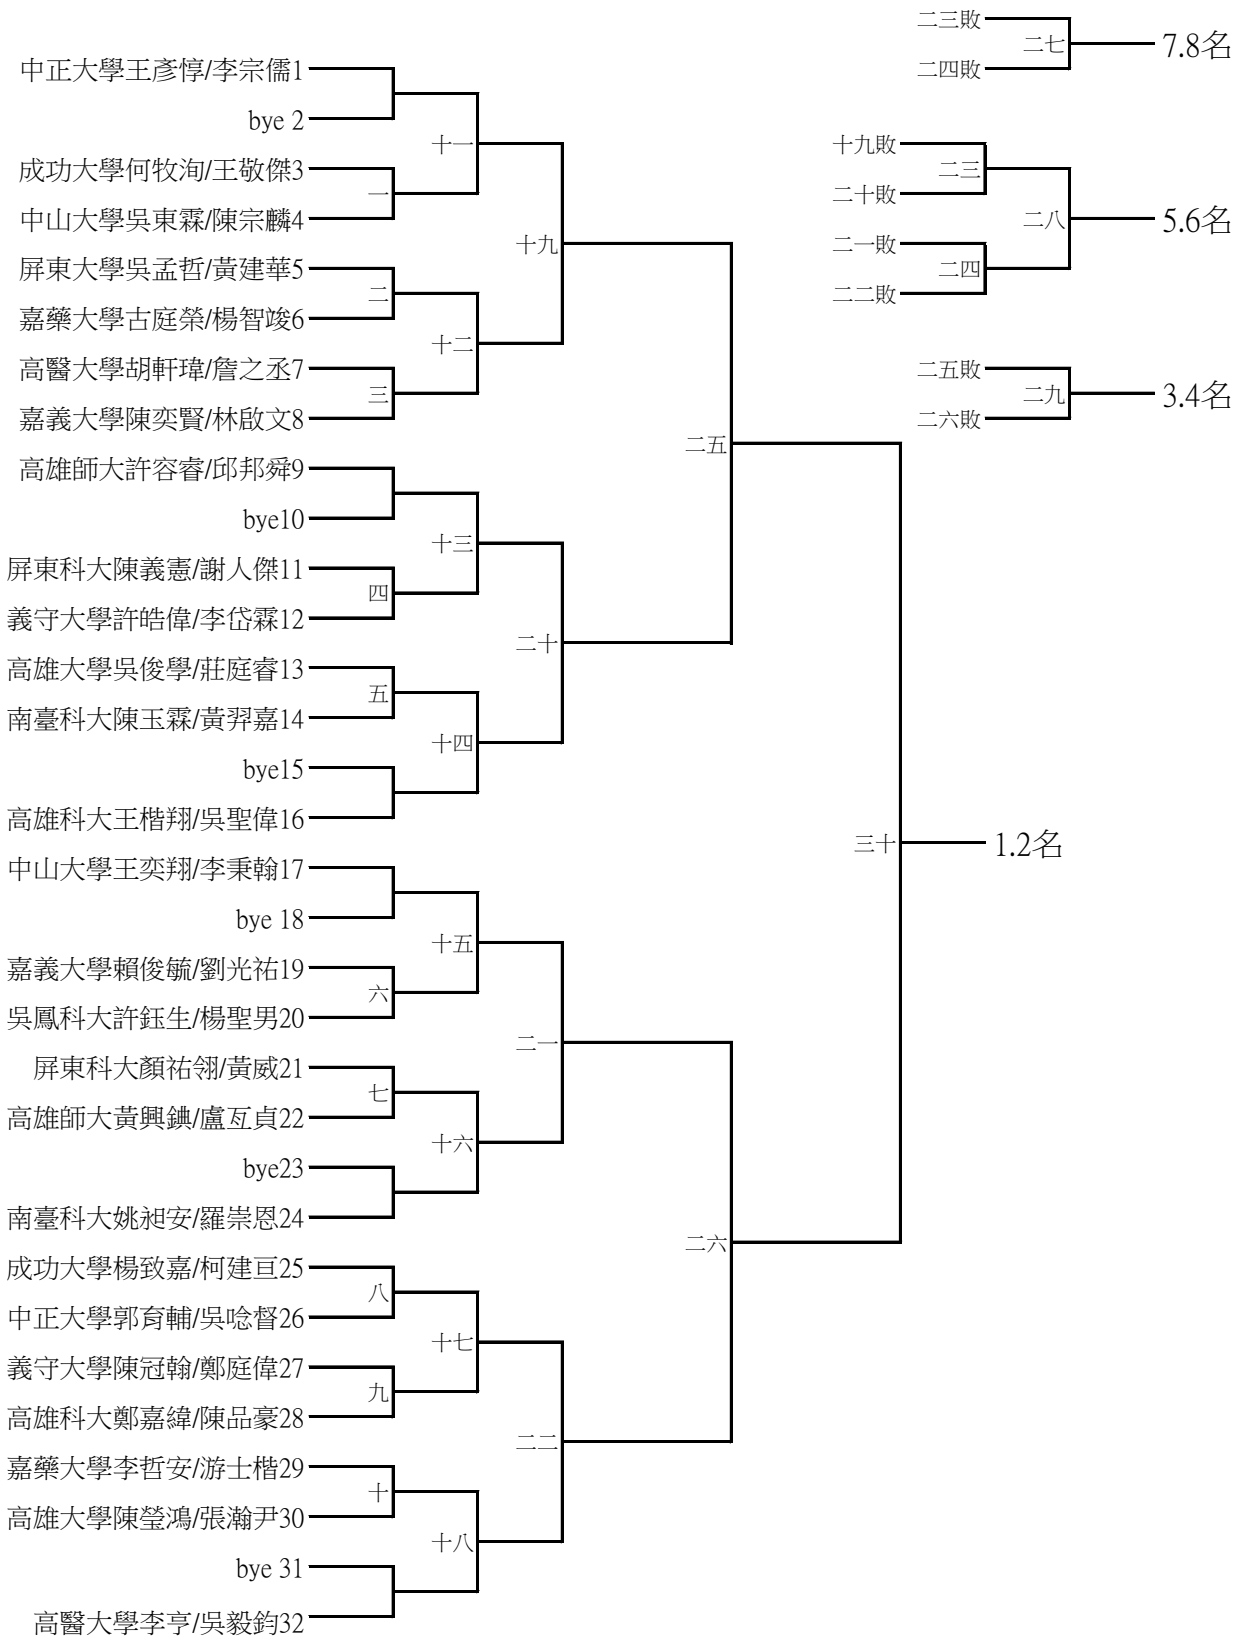 中正大學王彥惇/李宗儒1
bye 2
成功大學何牧洵/王敬傑3
中山大學吳東霖/陳宗麟4
屏東大學吳孟哲/黃建華5
嘉藥大學古庭榮/楊智竣6
高醫大學胡軒瑋/詹之丞7
嘉義大學陳奕賢/林啟文8
高雄師大許容睿/邱邦舜9
bye10
屏東科大陳義憲/謝人傑11
義守大學許皓偉/李岱霖12
高雄大學吳俊學/莊庭睿13
南臺科大陳玉霖/黃羿嘉14
bye15
高雄科大王楷翔/吳聖偉16
中山大學王奕翔/李秉翰17
bye 18
嘉義大學賴俊毓/劉光祐19
吳鳳科大許鈺生/楊聖男20
屏東科大顏祐翎/黃威21
高雄師大黃興錪/盧亙貞22
bye23
南臺科大姚昶安/羅崇恩24
成功大學楊致嘉/柯建亘25
中正大學郭育輔/吳唸督26
義守大學陳冠翰/鄭庭偉27
高雄科大鄭嘉緯/陳品豪28
嘉藥大學李哲安/游士楷29
高雄大學陳瑩鴻/張瀚尹30
bye 31
高醫大學李亨/吳毅鈞32
一
二
三
四
五
六
七
八
九
十
十一
十二
十三
十四
十五
十六
十七
十八
十九
二十
二一
二二
二五
二六
三十
1.2名
二三敗
二四敗
二七
7.8名
十九敗
二十敗
二三
二一敗
二二敗
二四
二八
5.6名
二五敗
二六敗
二九
3.4名